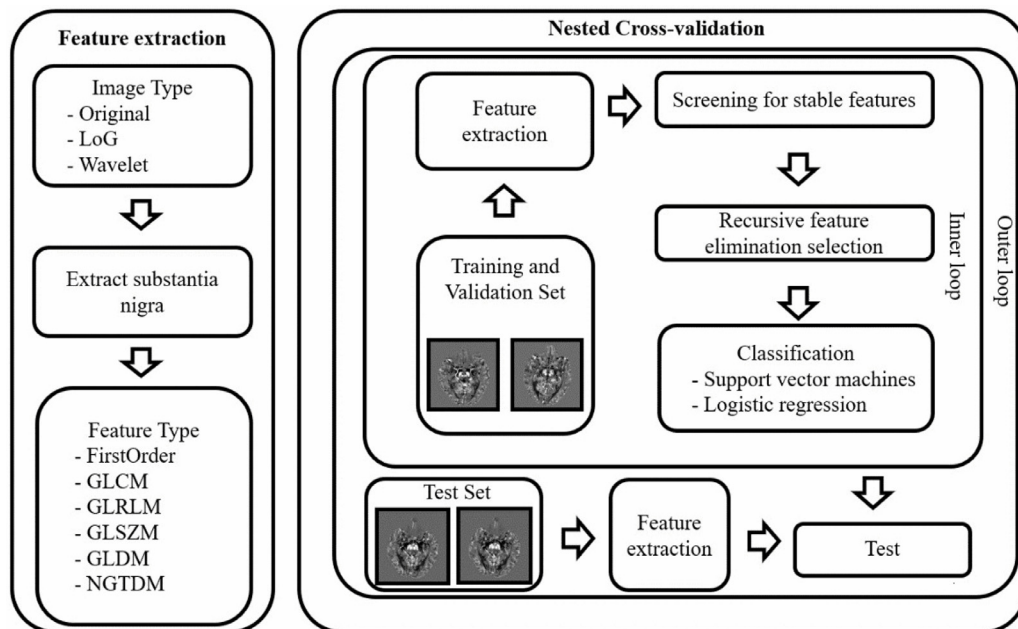 Feature extraction
Image Type
- Original
- LoG
- Wavelet
Extract substantia
nigra
Feature Type
- FirstOrder
- GLCM
- GLRLM
- GLSZM
- GLDM
- NGTDM
Nested Cross-validation
Feature
extraction
Screening for stable features
Recursive feature
elimination selection
Training and
Validation Set
Classification
- Support vector machines
- Logistic regression
Inner loop
Outer loop
Test Set
Feature
extraction
Test